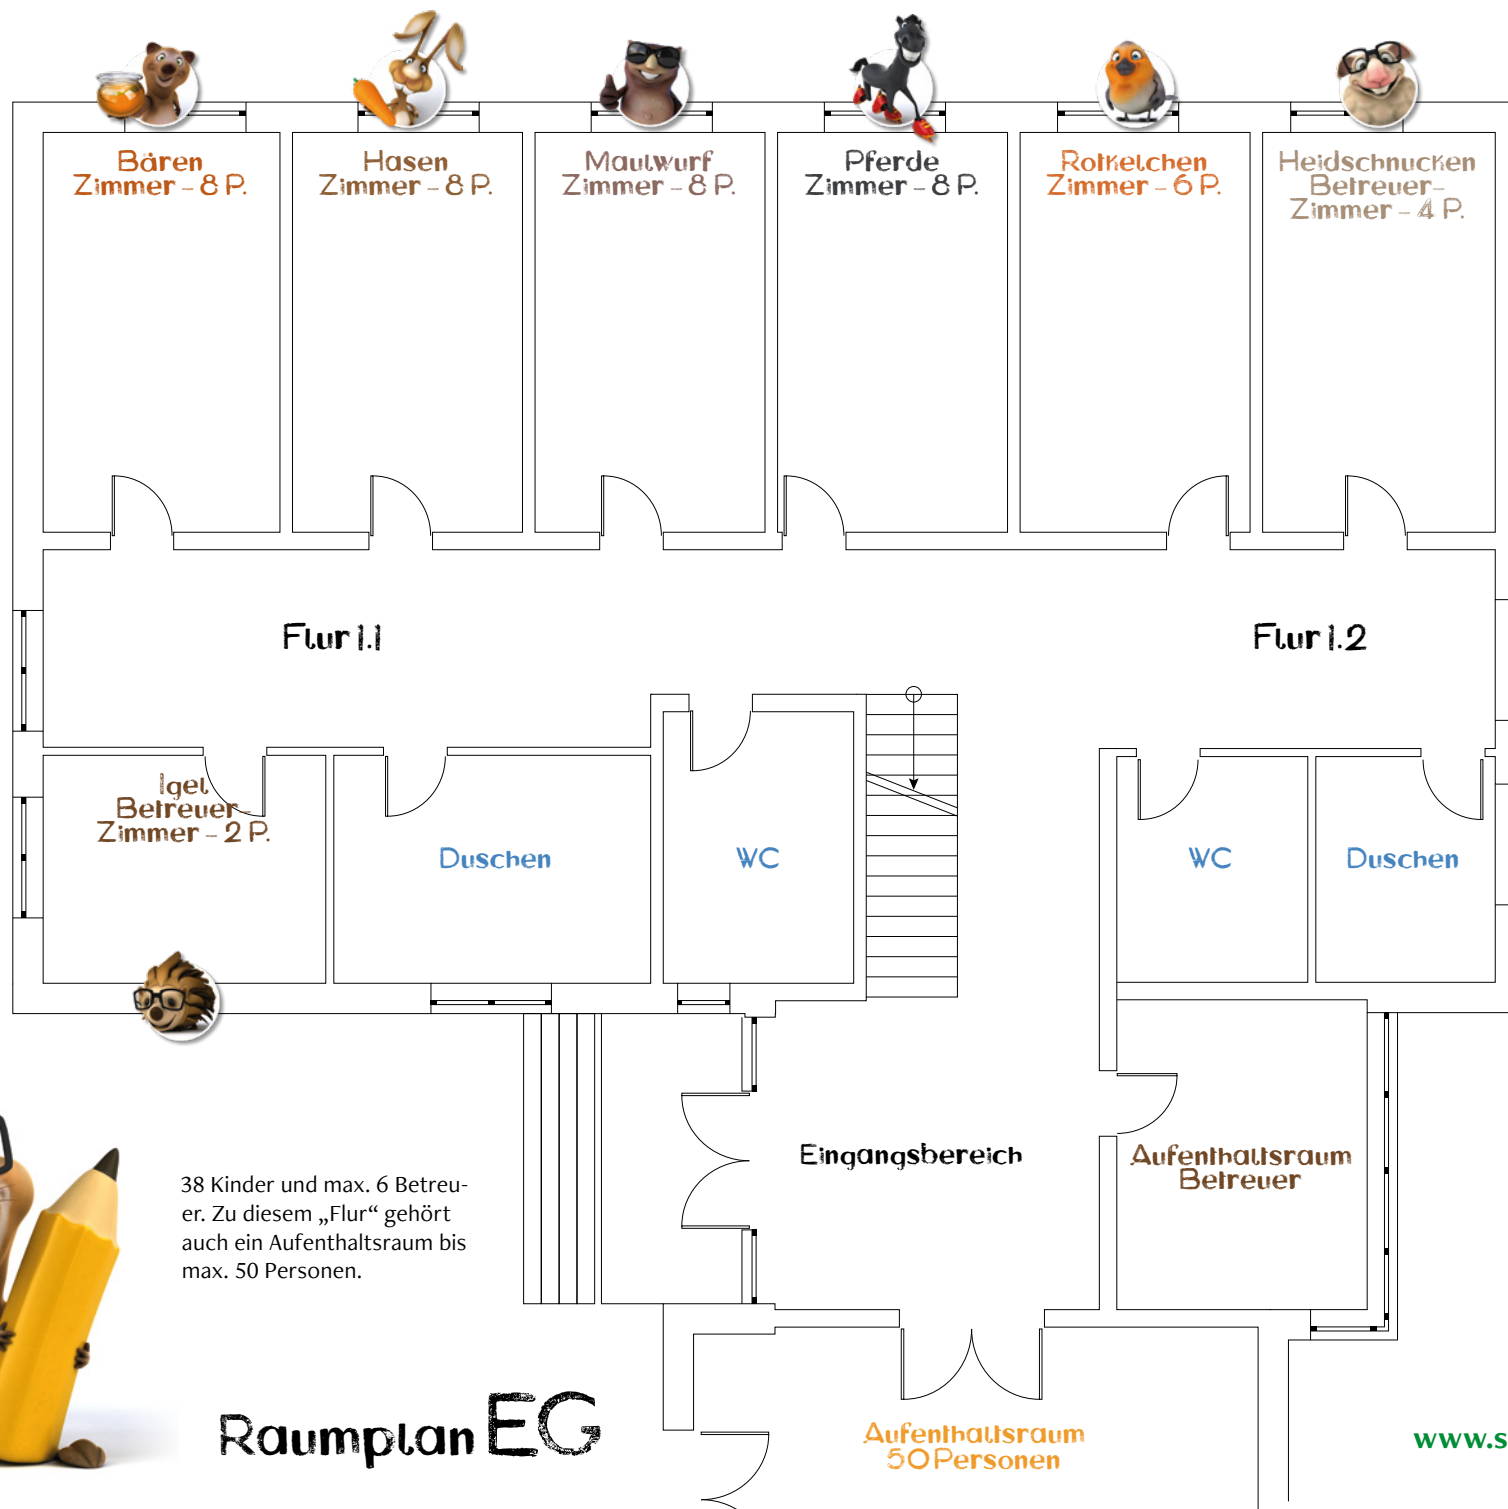 Bären
Zimmer - 8 P.
Hasen
Zimmer - 8 P.
Maulwurf
Zimmer - 8 P.
Pferde
Zimmer - 8 P.
Rotkelchen
Zimmer - 6 P.
Heidschnucken
Betreuer-
Zimmer - 4 P.
Flur 1.1
Flur 1.2
Igel
Betreuer-
Zimmer - 2 P.
Duschen
WC
WC
Duschen
Eingangsbereich
Aufenthaltsraum
Betreuer
38 Kinder und max. 6 Betreu-
er. Zu diesem „Flur“ gehört
auch ein Aufenthaltsraum bis
max. 50 Personen.
Raumplan EG
Aufenthaltsraum
50 Personen
www.s